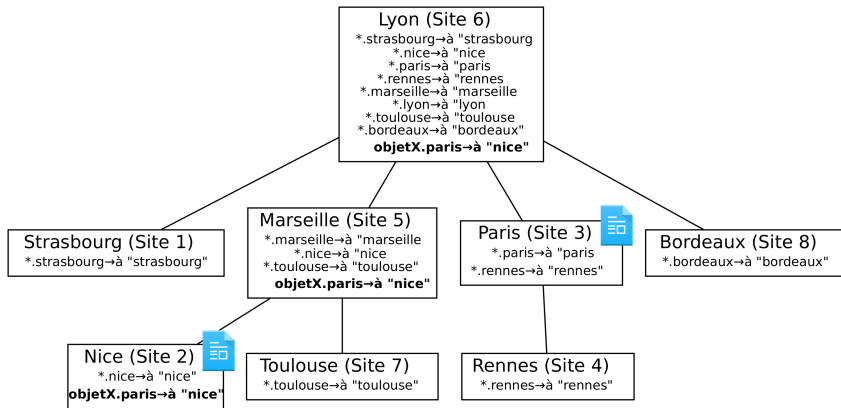 Lyon (Site 6)
*.strasbourg→à "strasbourg
*.nice→à "nice
*.paris→à "paris
*.rennes→à "rennes
*.marseille→à "marseille
*.lyon→à "lyon
*.toulouse→à "toulouse
*.bordeaux→à "bordeaux"
objetX.paris→à "nice"
Strasbourg (Site 1)
*.strasbourg→à "strasbourg"
Marseille (Site 5)
*.marseille→à "marseille
*.nice→à "nice
*.toulouse→à "toulouse"
objetX.paris→à "nice"
Paris (Site 3)
*.paris→à "paris
*.rennes→à "rennes"
Bordeaux (Site 8)
*.bordeaux→à "bordeaux"
Nice (Site 2)
*.nice→à "nice"
objetX.paris→à "nice"
Toulouse (Site 7)
*.toulouse→à "toulouse"
Rennes (Site 4)
*.rennes→à "rennes"